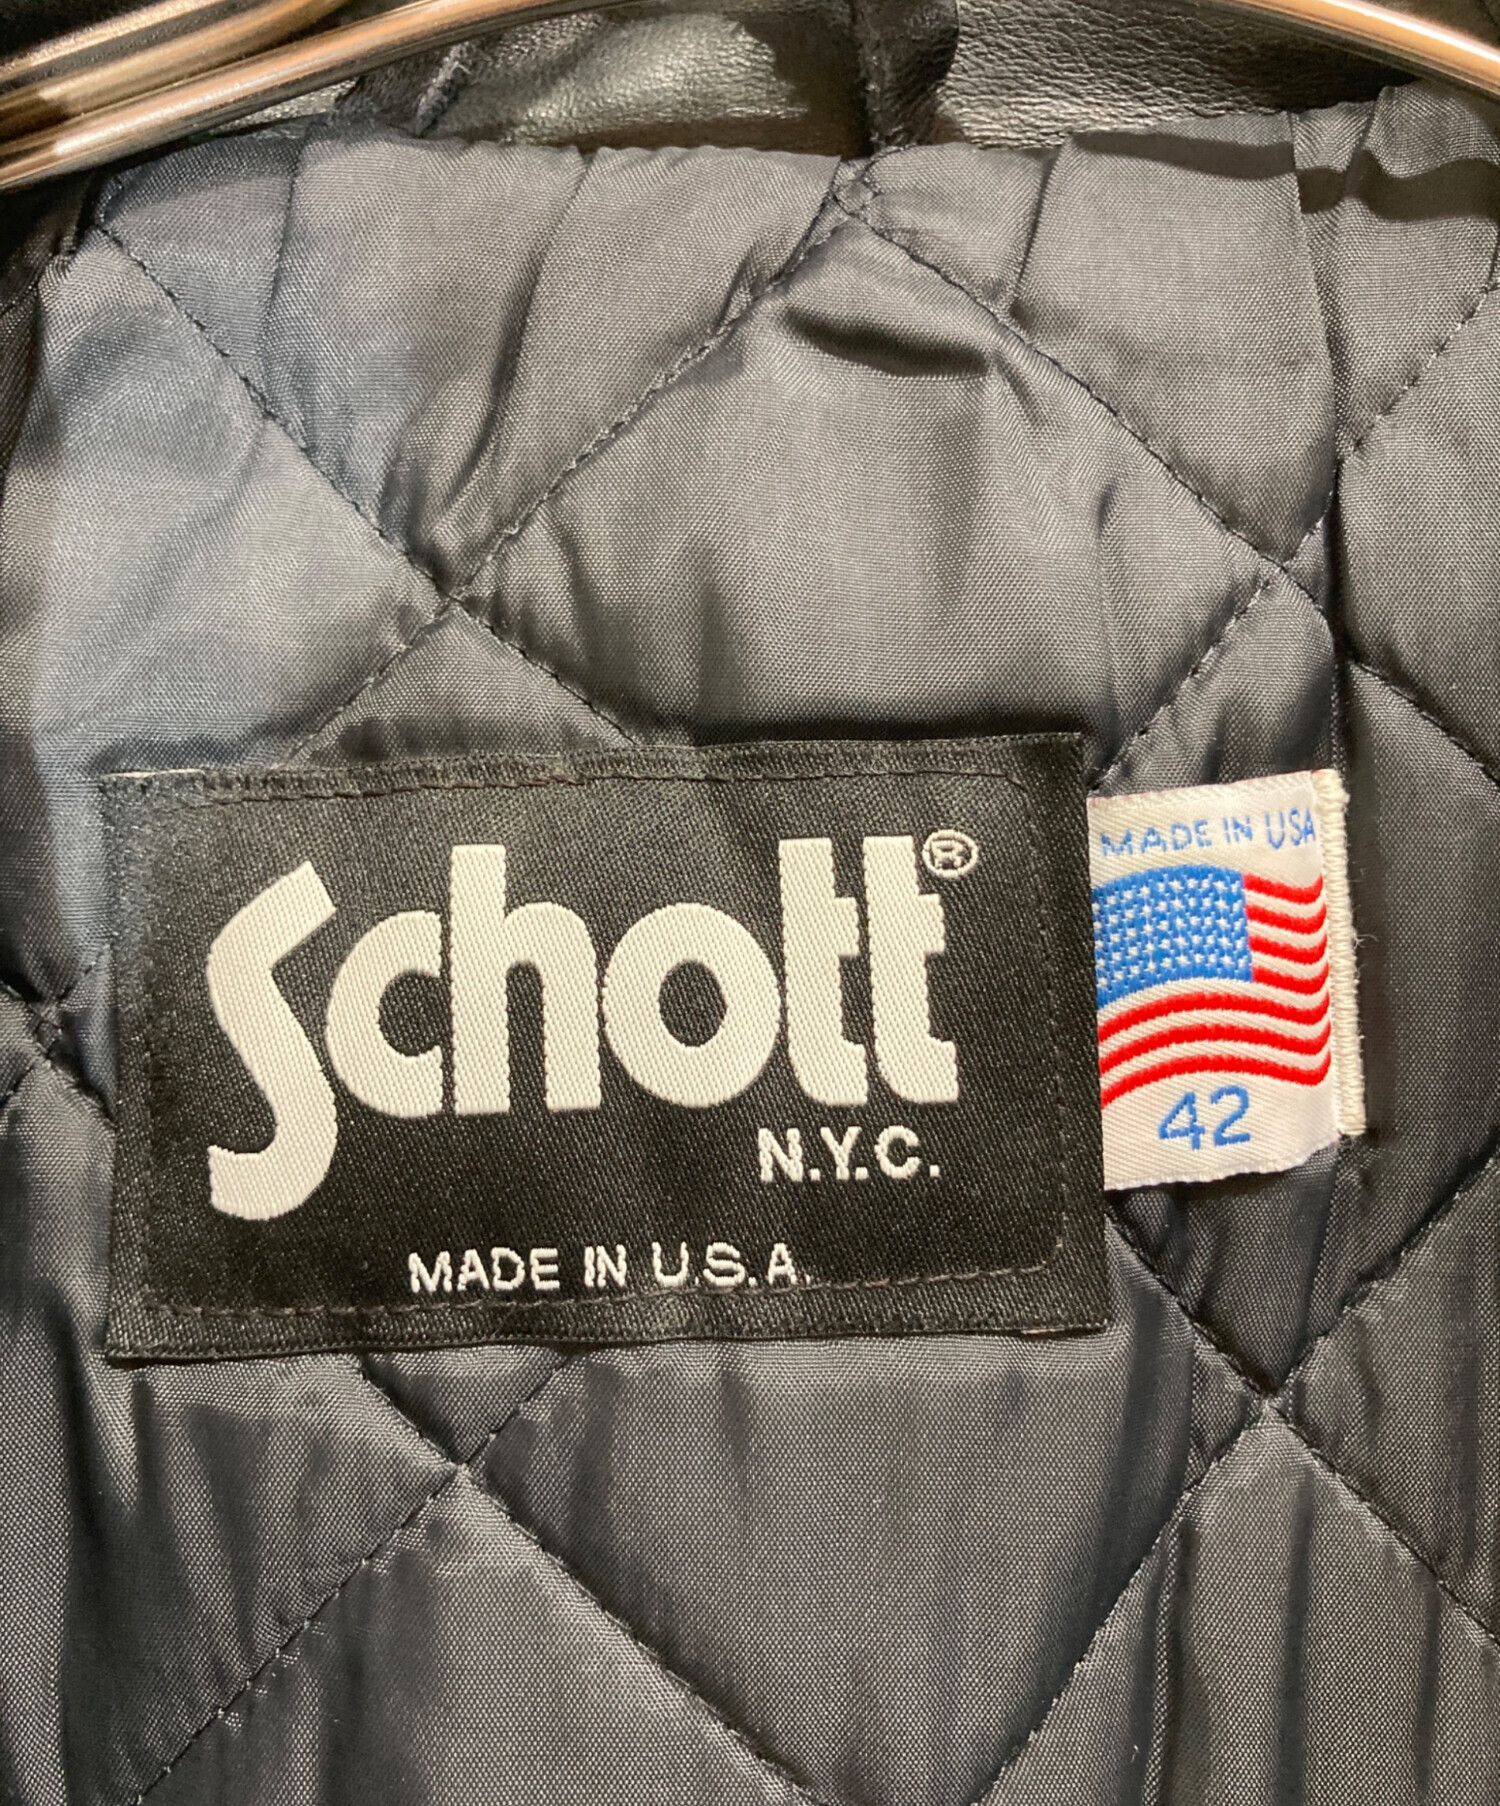 Schott®
N.Y.C.
MADE IN U.S.A.
MADE IN USA
42